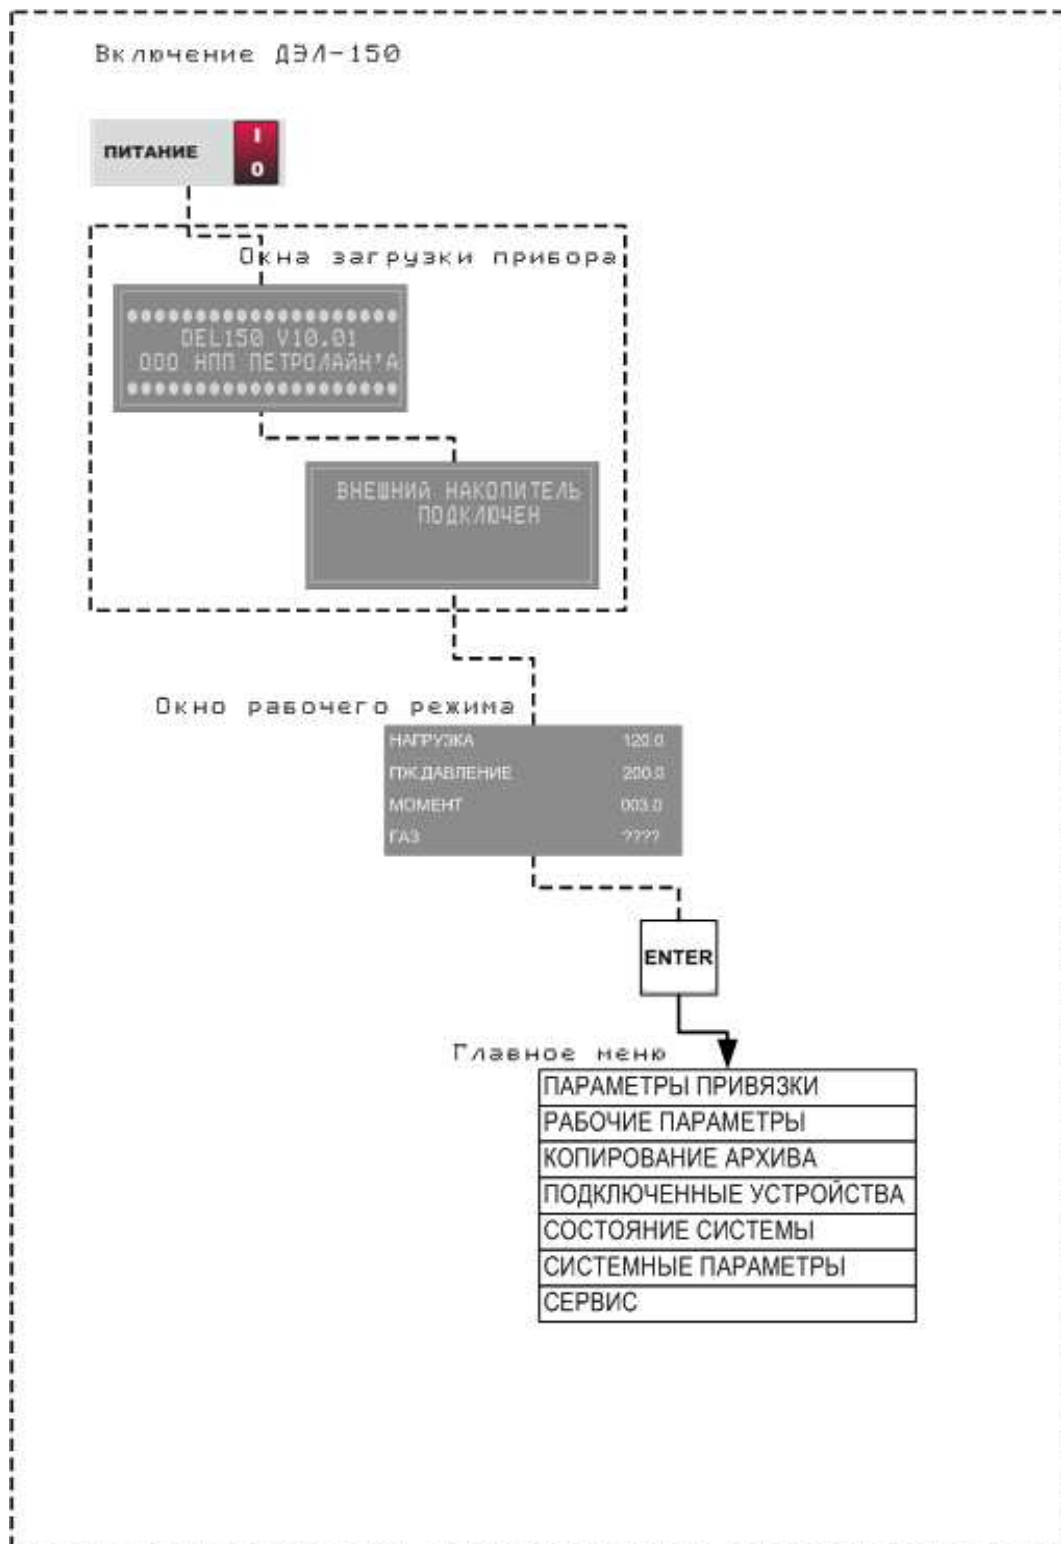 Включение ДЭЛ-150
ПИТАНИЕ
I
0
Окна загрузки прибора
DEL150 V10.01
ООО НПП ПЕТРОЛАЙН'А
ВНЕШНИЙ НАКОПИТЕЛЬ
ПОДКЛЮЧЕН
Окно рабочего режима
НАГРУЗКА 120.0
ПЖ.ДАВЛЕНИЕ 200.0
МОМЕНТ 003.0
ГАЗ ????
ENTER
Главное меню
ПАРАМЕТРЫ ПРИВЯЗКИ
РАБОЧИЕ ПАРАМЕТРЫ
КОПИРОВАНИЕ АРХИВА
ПОДКЛЮЧЕННЫЕ УСТРОЙСТВА
СОСТОЯНИЕ СИСТЕМЫ
СИСТЕМНЫЕ ПАРАМЕТРЫ
СЕРВИС